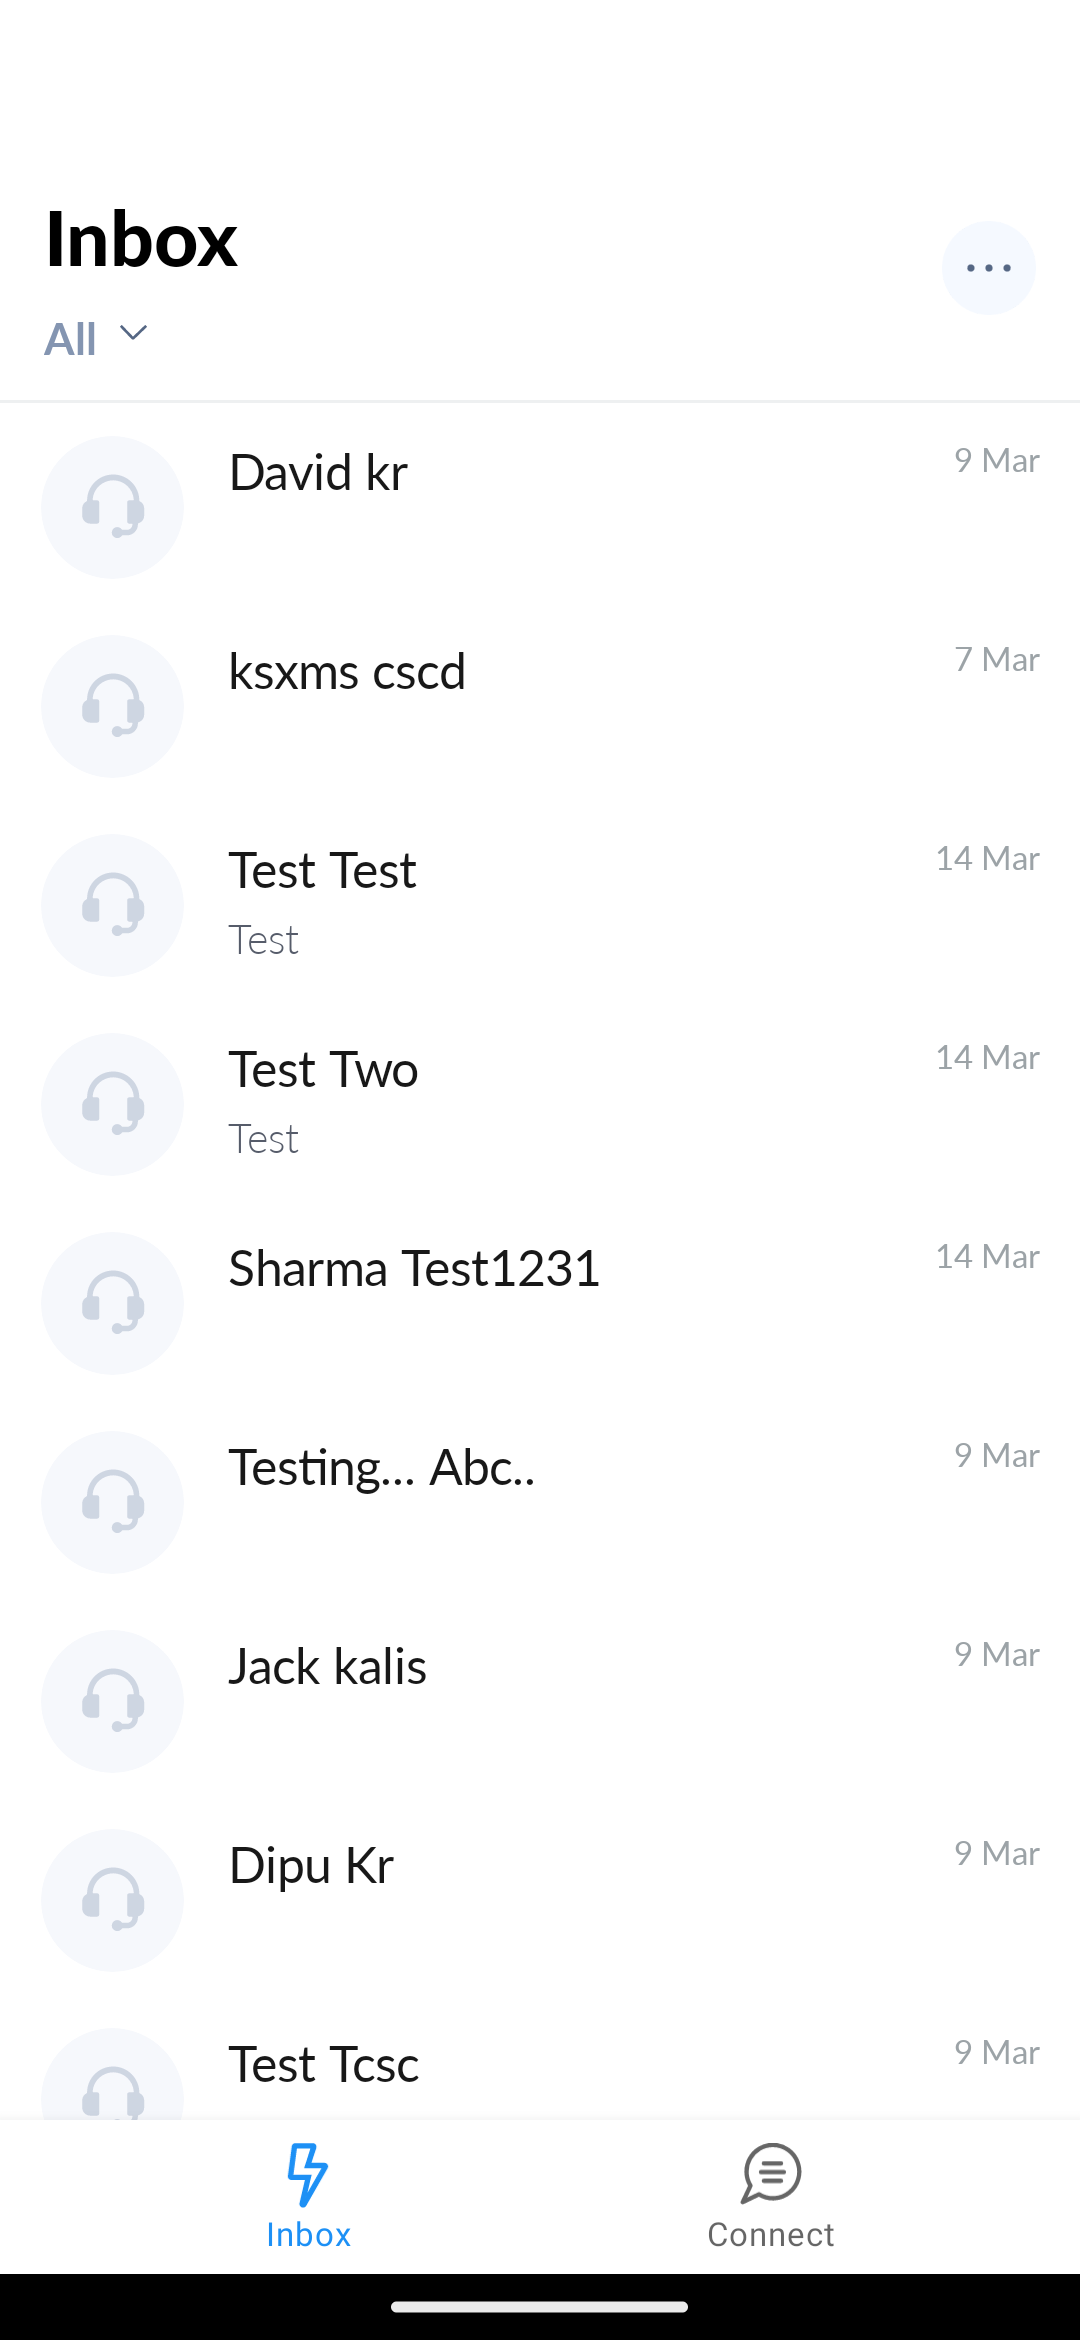 Inbox
All
David kr
9 Mar
ksxms cscd
7 Mar
Test Test
14 Mar
Test
Test Two
14 Mar
Test
Sharma Test1231
14 Mar
Testing... Abc..
9 Mar
Jack kalis
9 Mar
Dipu Kr
9 Mar
Test Tcsc
9 Mar
Inbox
Connect